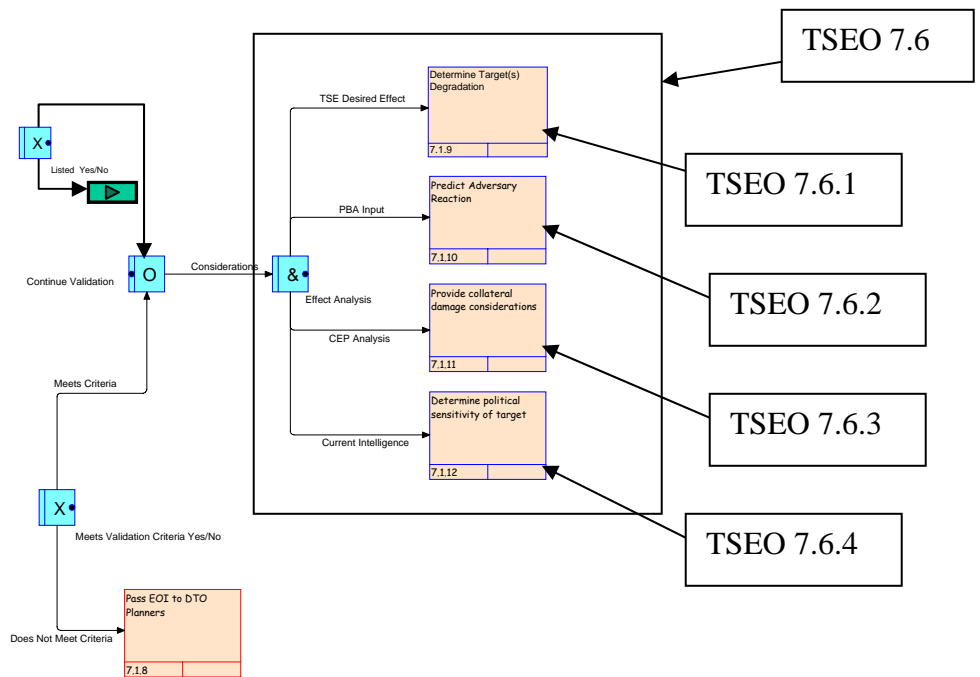 TSEO 7.6
Determine Target(s)
Degradation
TSE Desired Effect
7.1.9
X
Listed Yes/No
TSEO 7.6.1
Predict Adversary
Reaction
PBA Input
7.1.10
Considerations
Continue Validation
O
&
Effect Analysis
TSEO 7.6.2
Provide collateral
damage considerations
CEP Analysis
7.1.11
TSEO 7.6.3
Meets Criteria
Determine political
sensitivity of target
Current Intelligence
7.1.12
X
Meets Validation Criteria Yes/No
TSEO 7.6.4
Pass EOI to DTO
Planners
Does Not Meet Criteria
7.1.8